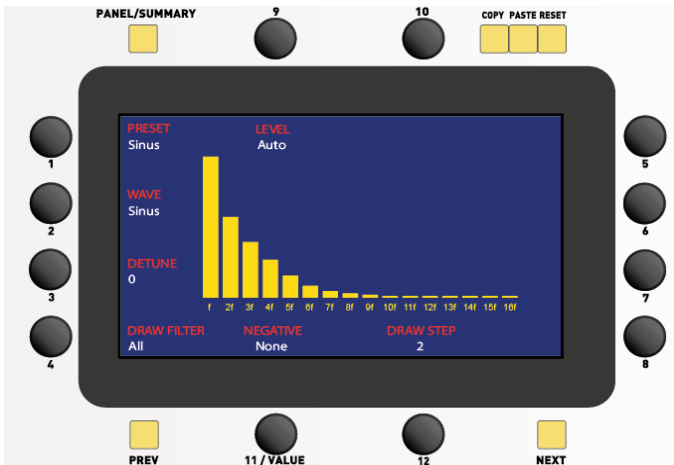 PANEL/SUMMARY 9 10 COPY PASTE RESET
PRESET LEVEL
Sinus Auto
1 5
WAVE
Sinus
2 6
DETUNE
0
3 7
f 2f 3f 4f 5f 6f 7f 8f 9f 10f 11f 12f 13f 14f 15f 16f
DRAW FILTER NEGATIVE DRAW STEP
All None 2
4 8
PREV 11 / VALUE 12 NEXT